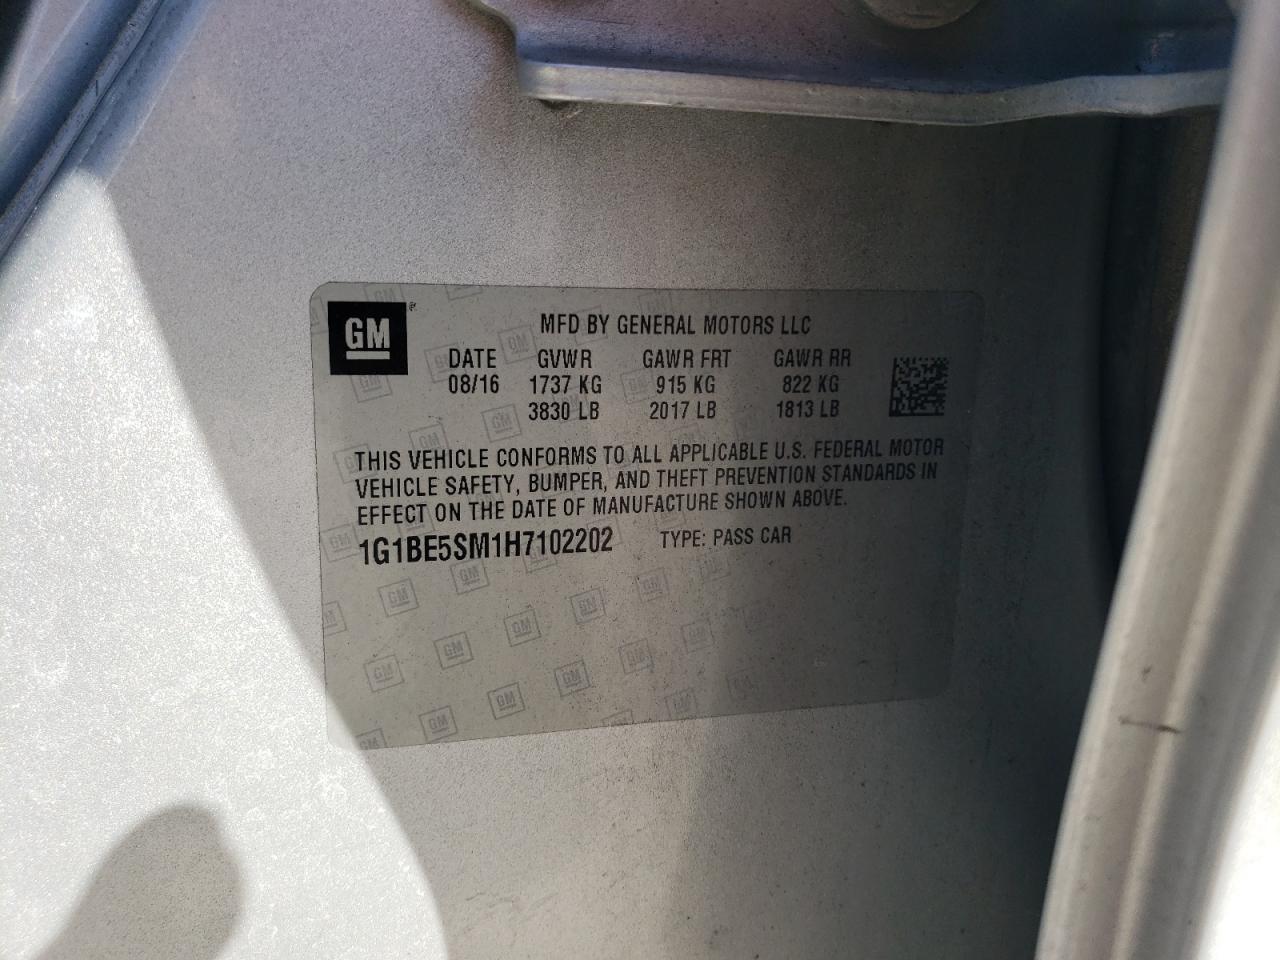 GM
MFD BY GENERAL MOTORS LLC
DATE GVWR GAWR FRT GAWR RR
08/16 1737 KG 915 KG 822 KG
3830 LB 2017 LB 1813 LB
THIS VEHICLE CONFORMS TO ALL APPLICABLE U.S. FEDERAL MOTOR
VEHICLE SAFETY, BUMPER, AND THEFT PREVENTION STANDARDS IN
EFFECT ON THE DATE OF MANUFACTURE SHOWN ABOVE.
1G1BE5SM1H7102202 TYPE: PASS CAR